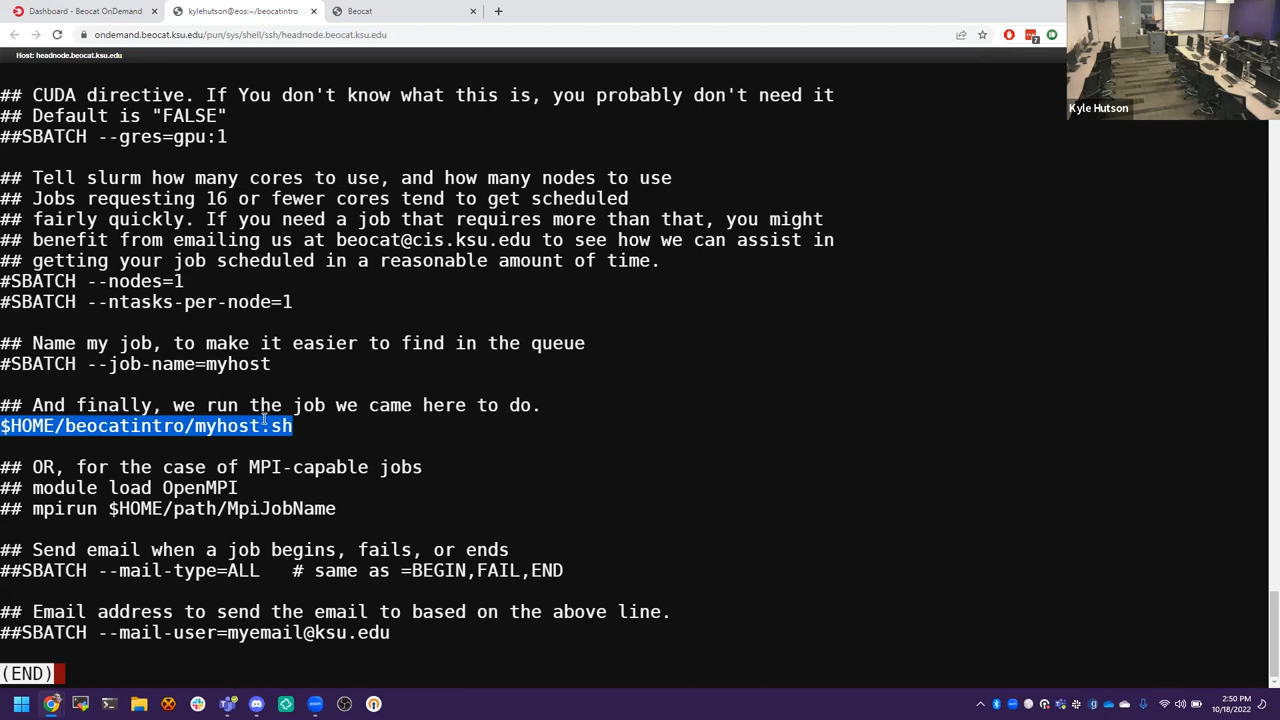 Dashboard - Beocat OnDemand
kylehutson@eos:~/beocatintro
Beocat
ondemand.beocat.ksu.edu/pun/sys/shell/ssh/headnode.beocat.ksu.edu
7
Host: headnode.beocat.ksu.edu
Kyle Hutson
## CUDA directive. If You don't know what this is, you probably don't need it
## Default is "FALSE"
##SBATCH --gres=gpu:1
## Tell slurm how many cores to use, and how many nodes to use
## Jobs requesting 16 or fewer cores tend to get scheduled
## fairly quickly. If you need a job that requires more than that, you might
## benefit from emailing us at beocat@cis.ksu.edu to see how we can assist in
## getting your job scheduled in a reasonable amount of time.
#SBATCH --nodes=1
#SBATCH --ntasks-per-node=1
## Name my job, to make it easier to find in the queue
#SBATCH --job-name=myhost
## And finally, we run the job we came here to do.
$HOME/beocatintro/myhost.sh
## OR, for the case of MPI-capable jobs
## module load OpenMPI
## mpirun $HOME/path/MpiJobName
## Send email when a job begins, fails, or ends
##SBATCH --mail-type=ALL   # same as =BEGIN,FAIL,END
## Email address to send the email to based on the above line.
##SBATCH --mail-user=myemail@ksu.edu
(END)
2:50 PM
10/18/2022